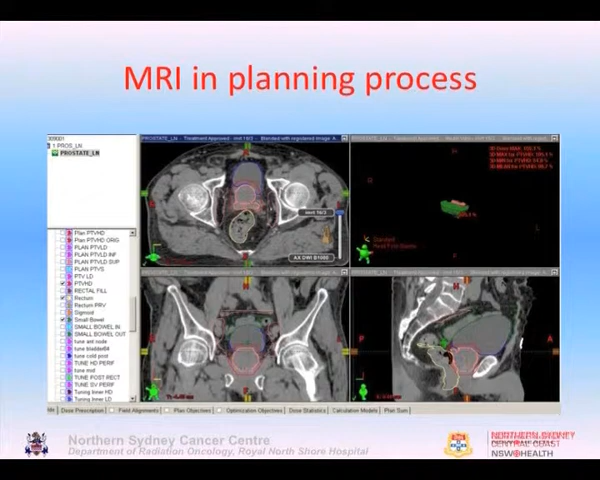 MRI in planning process
1 PROS_LN
PROSTATE_LN
Plan PTVHD
Plan PTVHD ORIG
PLAN PTVLD
PLAN PTVLD INF
PLAN PTVLD SUP
PLAN PTVS
PTV LD
PTVHD
RECTAL FILL
Rectum
Rectum PRV
Sigmoid
Small Bowel
SMALL BOWEL IN
SMALL BOWEL OUT
tune ant node
tune cold post
TUNE HD PERIF
tune mid
TUNE POST RECT
TUNE SV PERIF
Tuning Inner HD
Tuning Inner LD
AX DWI B1000
Dose Prescription
Field Alignments
Plan Objectives
Optimization Objectives
Dose Statistics
Calculation Models
Plan Sum
Northern Sydney Cancer Centre
Department of Radiation Oncology, Royal North Shore Hospital
NORTHERN SYDNEY
CENTRAL COAST
NSW HEALTH